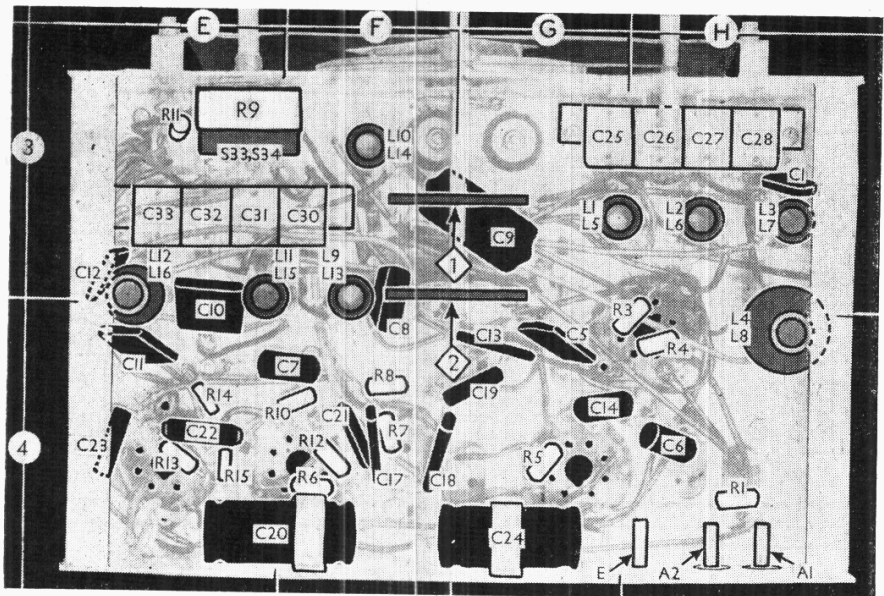 E F G H
3
R11 R9 S33,S34 L10 L14 C25 C26 C27 C28
C1
C33 C32 C31 C30 C9 L1 L5 L2 L6 L3 L7
1
C12 L12 L16 C10 L11 L15 L9 L13 C8
R3 C5 R4 L4 L8
C11 C7 2 C13
R14 R10 R8 C19 C14
C21 R7
4
C23 C22 R12 C6
R13 R15 R6 C17 C18 R5
R1
C20 C24
E A2 A1